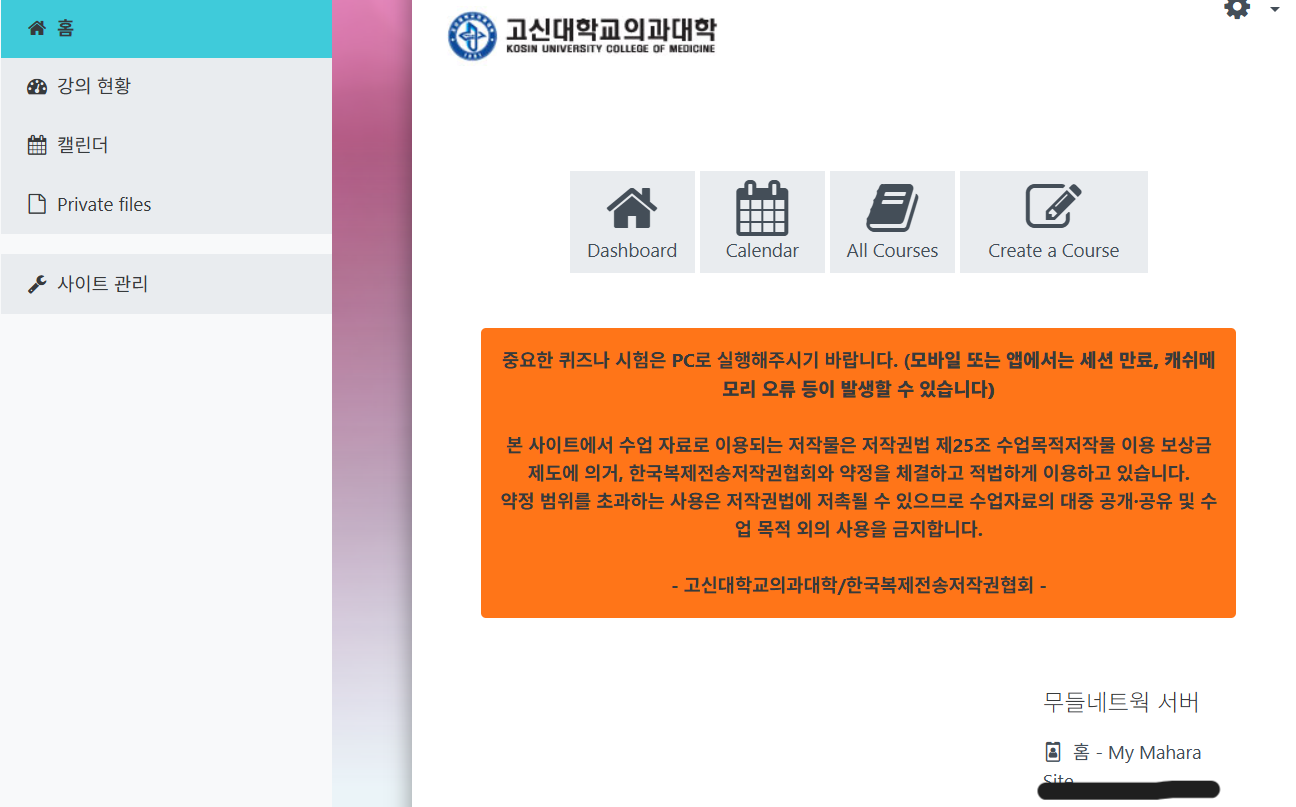 홈
강의 현황
캘린더
Private files
사이트 관리
고신대학교의과대학
KOSIN UNIVERSITY COLLEGE OF MEDICINE
Dashboard
Calendar
All Courses
Create a Course
중요한 퀴즈나 시험은 PC로 실행해주시기 바랍니다. (모바일 또는 앱에서는 세션 만료, 캐쉬메
모리 오류 등이 발생할 수 있습니다)
본 사이트에서 수업 자료로 이용되는 저작물은 저작권법 제25조 수업목적저작물 이용 보상금
제도에 의거, 한국복제전송저작권협회와 약정을 체결하고 적법하게 이용하고 있습니다.
약정 범위를 초과하는 사용은 저작권법에 저촉될 수 있으므로 수업자료의 대중 공개·공유 및 수
업 목적 외의 사용을 금지합니다.
- 고신대학교의과대학/한국복제전송저작권협회 -
무들네트웍 서버
홈 - My Mahara
Site